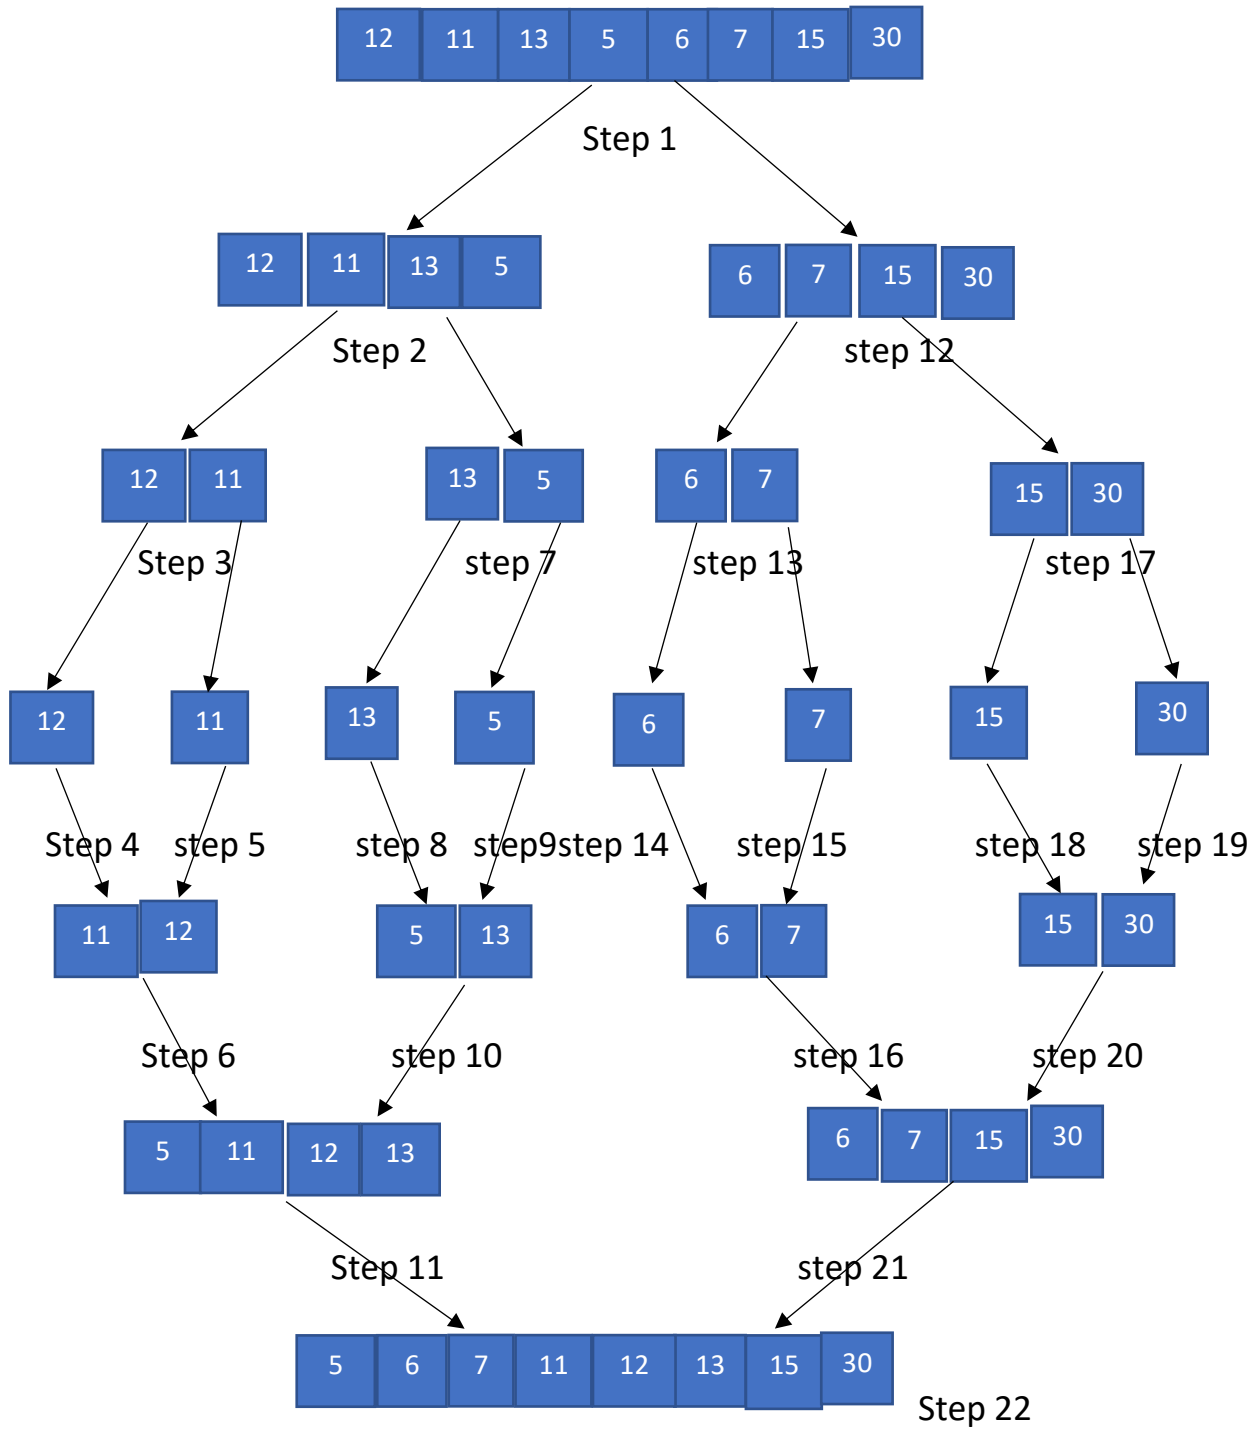 12 11 13 5 6 7 15 30
Step 1
12 11 13 5 6 7 15 30
Step 2 step 12
12 11 13 5 6 7 15 30
Step 3 step 7 step 13 step 17
12 11 13 5 6 7 15 30
Step 4 step 5 step 8 step9step 14 step 15 step 18 step 19
11 12 5 13 6 7 15 30
Step 6 step 10 step 16 step 20
5 11 12 13 6 7 15 30
Step 11 step 21
5 6 7 11 12 13 15 30
Step 22